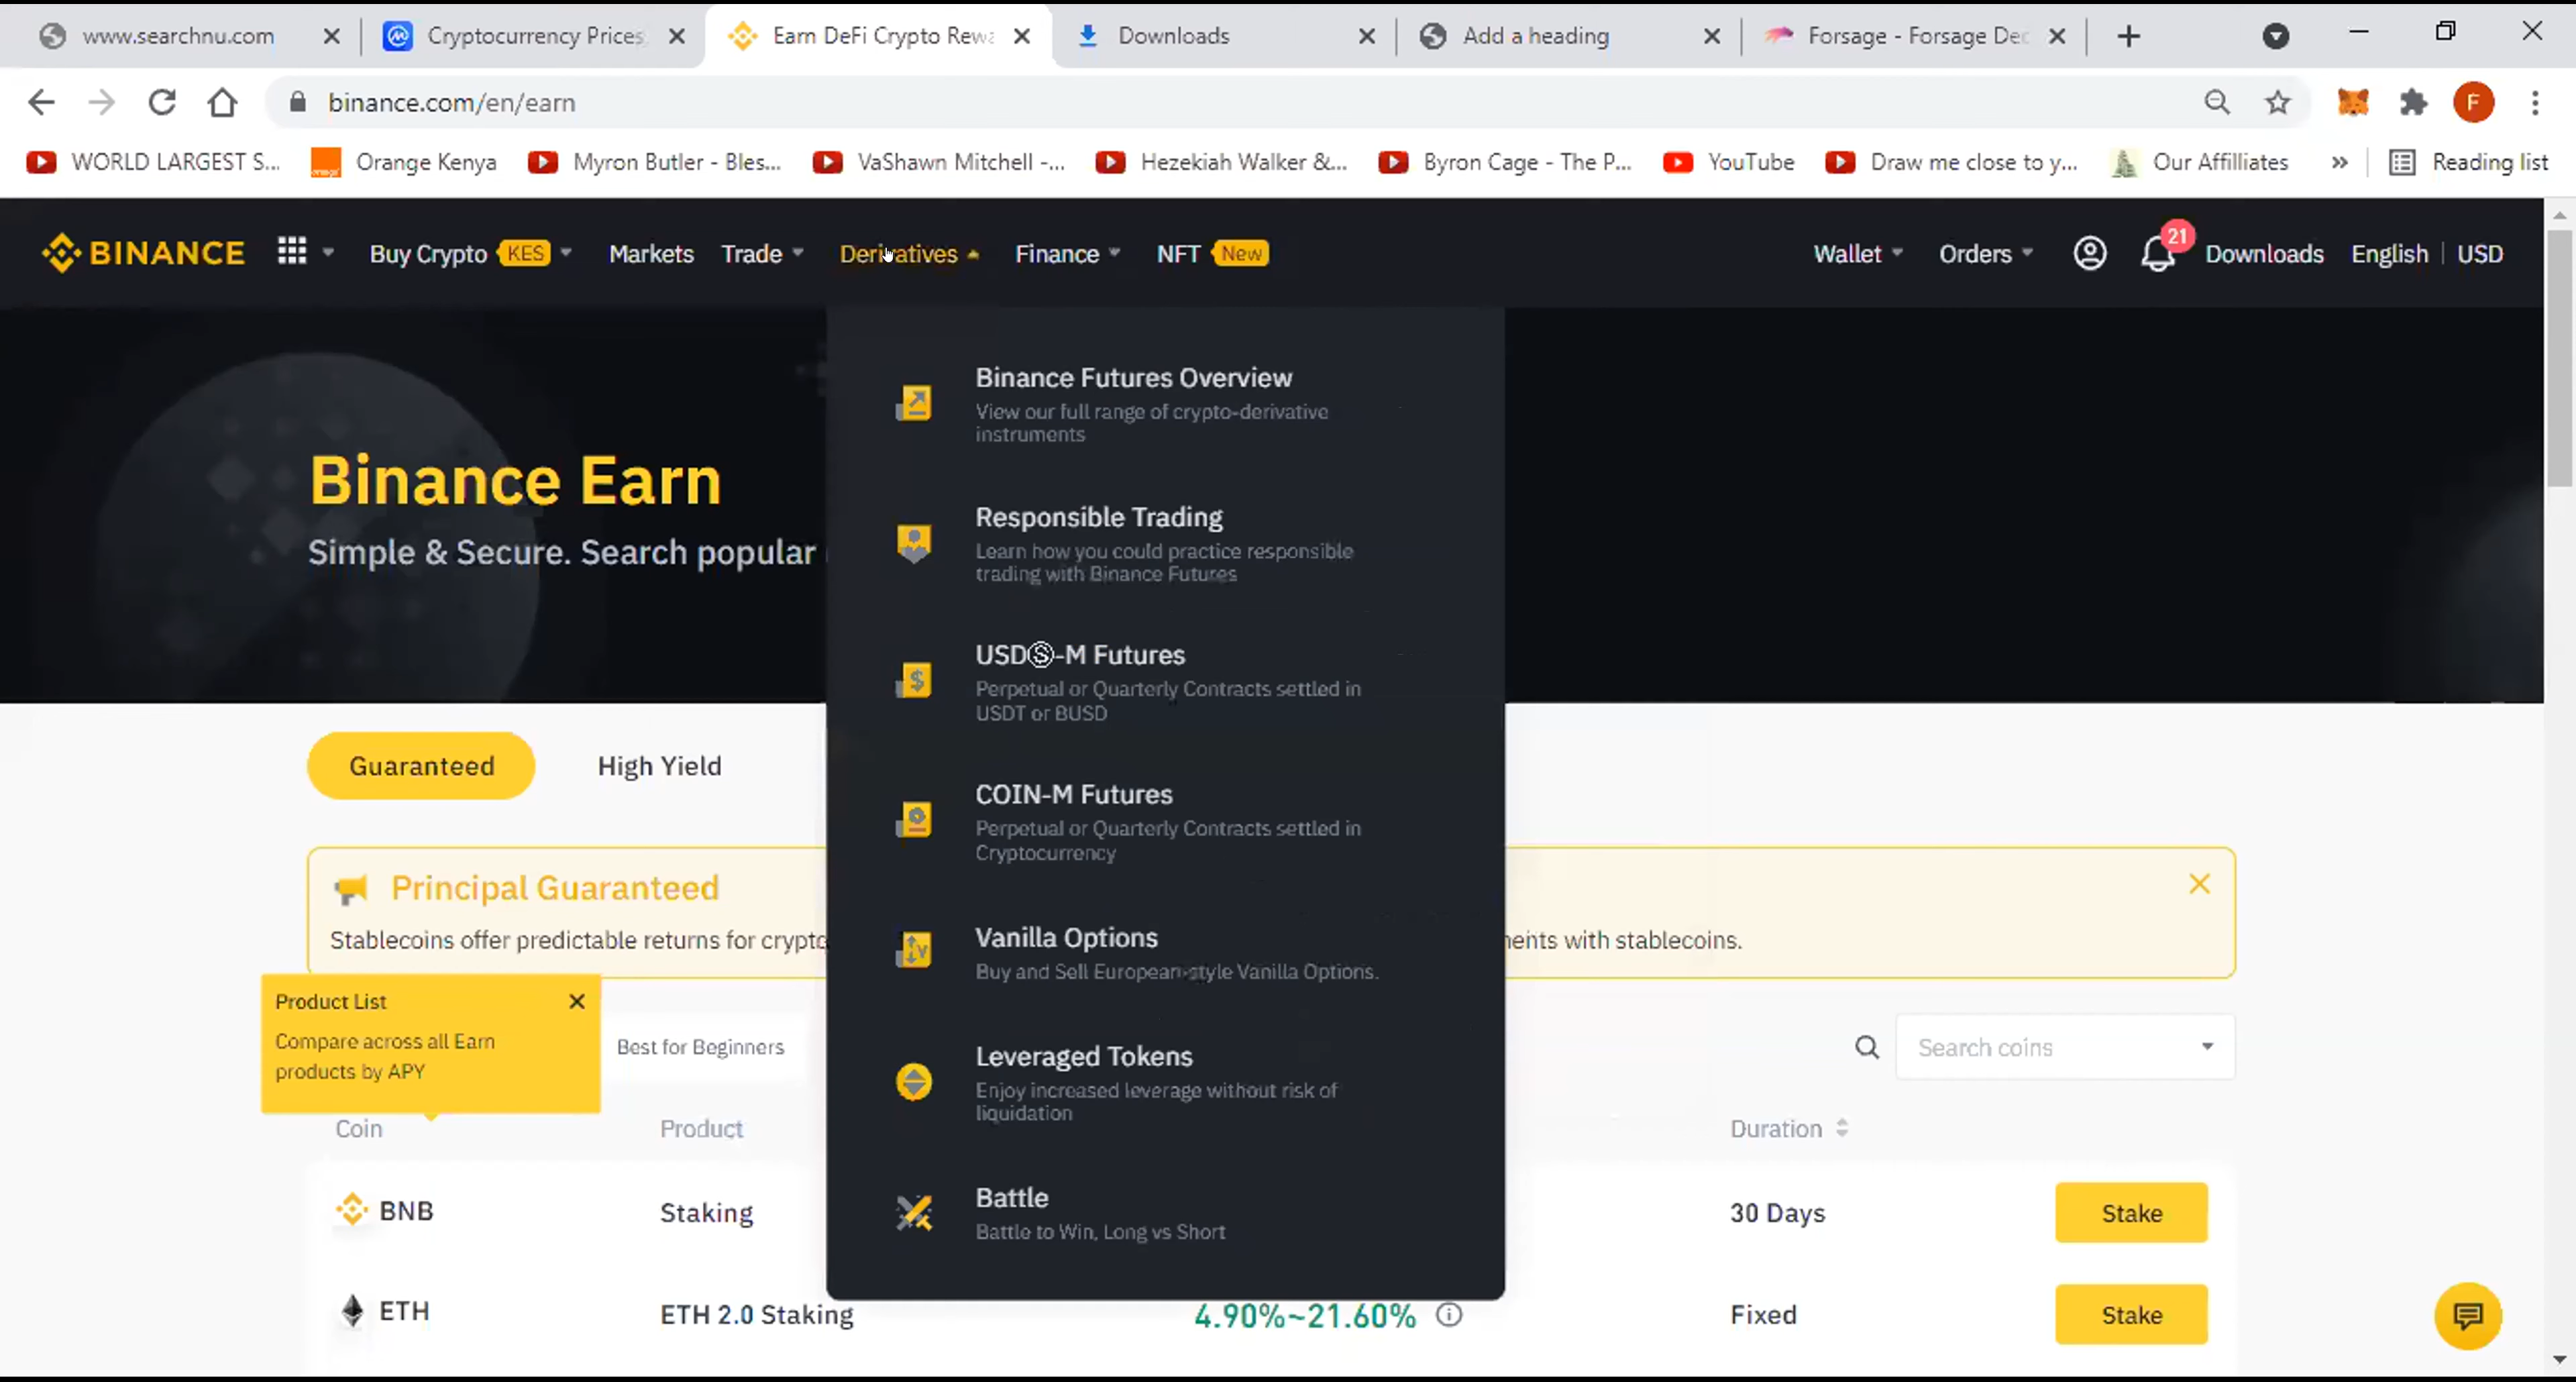 www.searchnu.com
Cryptocurrency Prices,
Earn DeFi Crypto Rewa
Downloads
Add a heading
Forsage - Forsage Dec
binance.com/en/earn
F
WORLD LARGEST S...
Orange Kenya
Myron Butler - Bles...
VaShawn Mitchell -...
Hezekiah Walker &...
Byron Cage - The P...
YouTube
Draw me close to y...
Our Affilliates
»
Reading list
BINANCE
Buy Crypto KES
Markets
Trade
Derivatives
Finance
NFT New
Wallet
Orders
21
Downloads
English | USD
Binance Earn
Simple & Secure. Search popular
Binance Futures Overview
View our full range of crypto-derivative
instruments
Responsible Trading
Learn how you could practice responsible
trading with Binance Futures
USDⓈ-M Futures
Perpetual or Quarterly Contracts settled in
USDT or BUSD
COIN-M Futures
Perpetual or Quarterly Contracts settled in
Cryptocurrency
Vanilla Options
Buy and Sell European-style Vanilla Options.
Leveraged Tokens
Enjoy increased leverage without risk of
liquidation
Battle
Battle to Win, Long vs Short
Guaranteed
High Yield
Principal Guaranteed
Stablecoins offer predictable returns for crypto
ents with stablecoins.
Product List
Compare across all Earn
products by APY
Best for Beginners
Search coins
Coin
Product
Duration
BNB
Staking
30 Days
Stake
ETH
ETH 2.0 Staking
4.90%~21.60%
Fixed
Stake